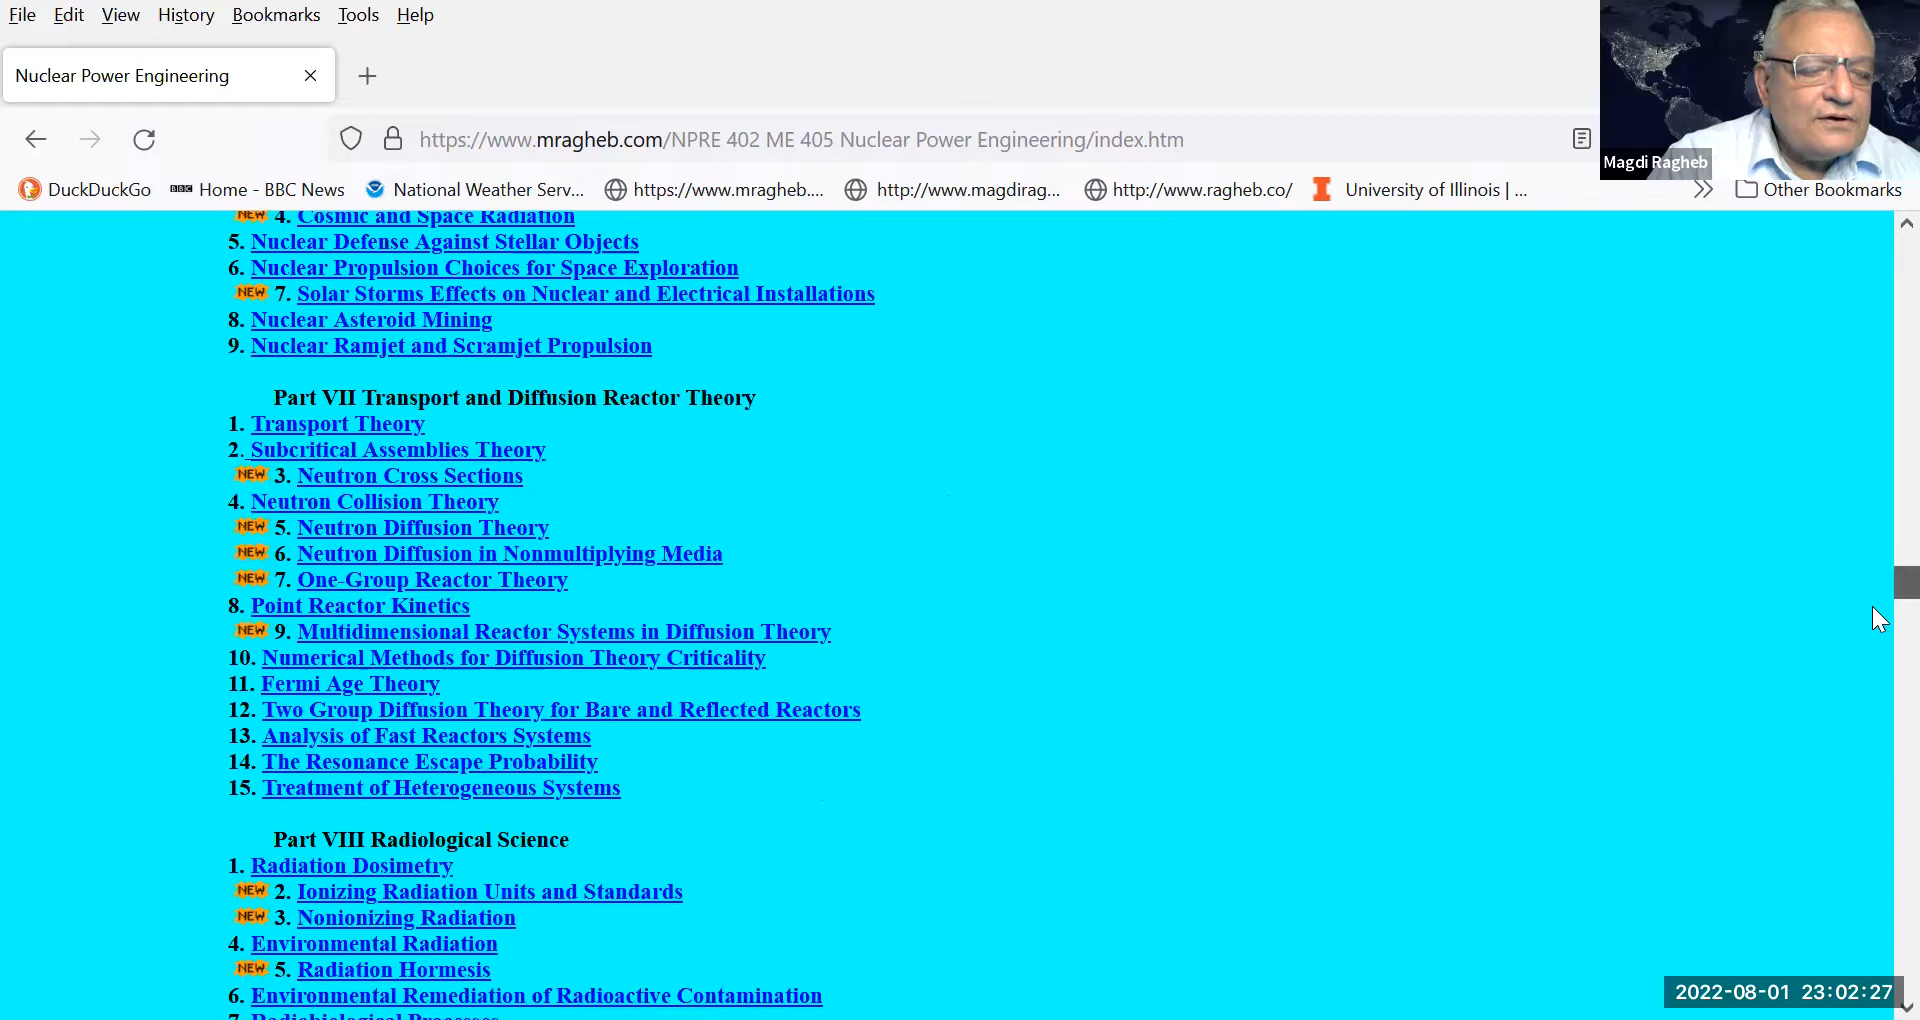 File Edit View History Bookmarks Tools Help
Nuclear Power Engineering
https://www.mragheb.com/NPRE 402 ME 405 Nuclear Power Engineering/index.htm
Magdi Ragheb
DuckDuckGo BBC Home - BBC News National Weather Serv... https://www.mragheb.... http://www.magdirag... http://www.ragheb.co/ I University of Illinois | ... Other Bookmarks
NEW 4. Cosmic and Space Radiation
5. Nuclear Defense Against Stellar Objects
6. Nuclear Propulsion Choices for Space Exploration
NEW 7. Solar Storms Effects on Nuclear and Electrical Installations
8. Nuclear Asteroid Mining
9. Nuclear Ramjet and Scramjet Propulsion
Part VII Transport and Diffusion Reactor Theory
1. Transport Theory
2. Subcritical Assemblies Theory
NEW 3. Neutron Cross Sections
4. Neutron Collision Theory
NEW 5. Neutron Diffusion Theory
NEW 6. Neutron Diffusion in Nonmultiplying Media
NEW 7. One-Group Reactor Theory
8. Point Reactor Kinetics
NEW 9. Multidimensional Reactor Systems in Diffusion Theory
10. Numerical Methods for Diffusion Theory Criticality
11. Fermi Age Theory
12. Two Group Diffusion Theory for Bare and Reflected Reactors
13. Analysis of Fast Reactors Systems
14. The Resonance Escape Probability
15. Treatment of Heterogeneous Systems
Part VIII Radiological Science
1. Radiation Dosimetry
NEW 2. Ionizing Radiation Units and Standards
NEW 3. Nonionizing Radiation
4. Environmental Radiation
NEW 5. Radiation Hormesis
6. Environmental Remediation of Radioactive Contamination
7. Radiobiological Processes
2022-08-01 23:02:27